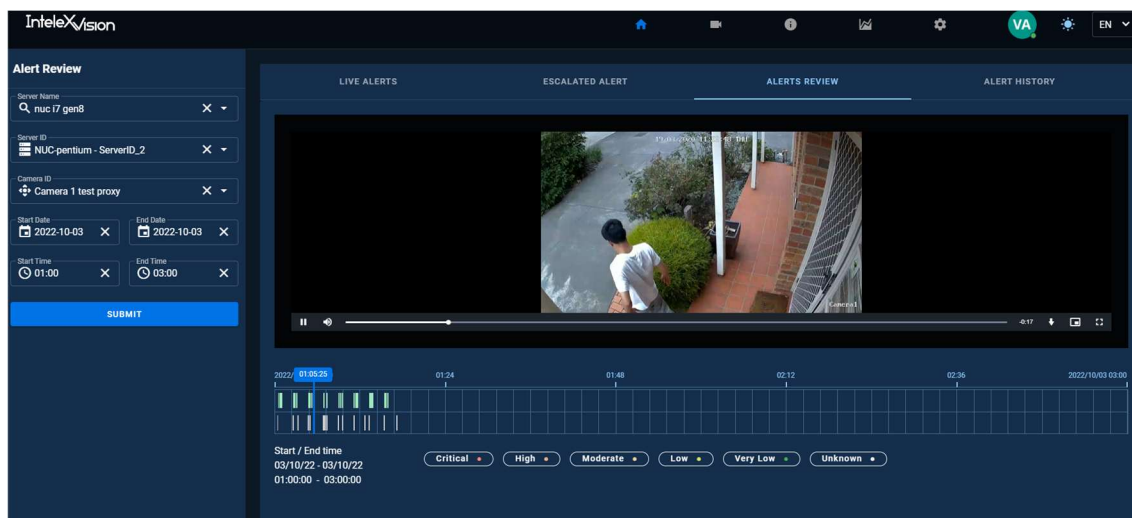 InteleXvision
VA
EN
Alert Review
Server Name
nuc i7 gen8
Server ID
NUC-pentium - ServerID_2
Camera ID
Camera 1 test proxy
Start Date
2022-10-03
End Date
2022-10-03
Start Time
01:00
End Time
03:00
SUBMIT
LIVE ALERTS
ESCALATED ALERT
ALERTS REVIEW
ALERT HISTORY
Camera1
-0:17
2022/
01:05:25
01:24
01:48
02:12
02:36
2022/10/03 03:00
Start / End time
03/10/22 - 03/10/22
01:00:00 - 03:00:00
Critical
High
Moderate
Low
Very Low
Unknown